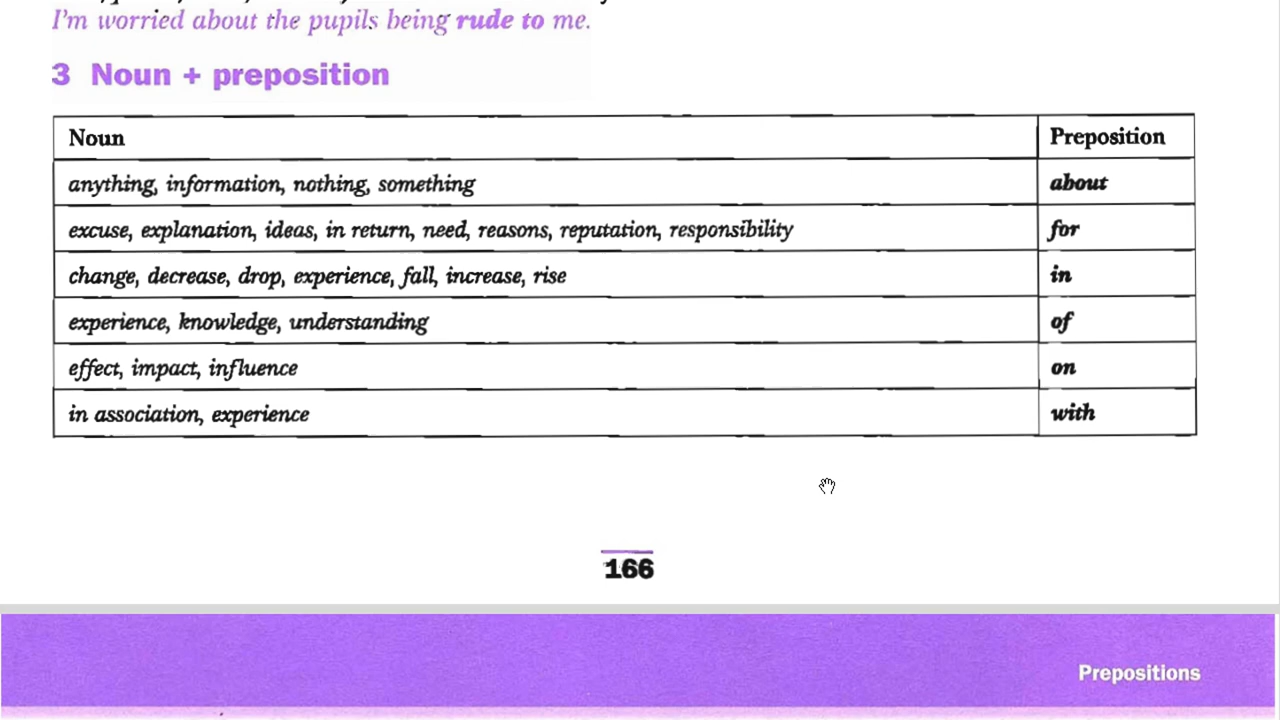 I'm worried about the pupils being rude to me.
3 Noun + preposition
Noun Preposition
anything, information, nothing, something about
excuse, explanation, ideas, in return, need, reasons, reputation, responsibility for
change, decrease, drop, experience, fall, increase, rise in
experience, knowledge, understanding of
effect, impact, influence on
in association, experience with
166
Prepositions